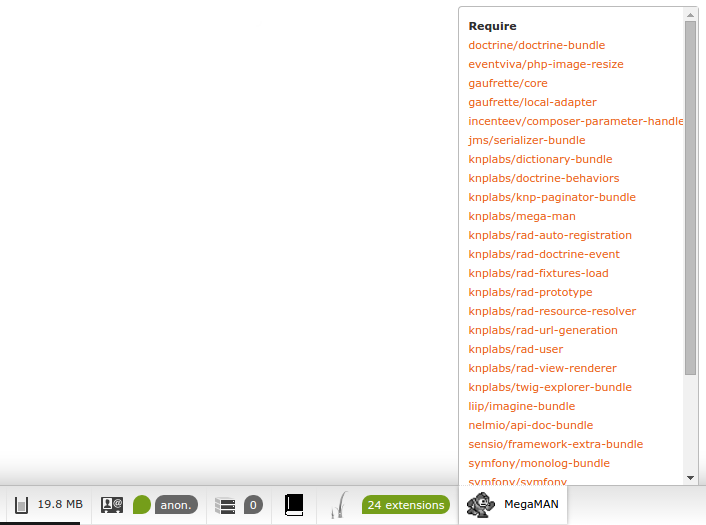 Require
doctrine/doctrine-bundle
eventviva/php-image-resize
gaufrette/core
gaufrette/local-adapter
incenteev/composer-parameter-handle
jms/serializer-bundle
knplabs/dictionary-bundle
knplabs/doctrine-behaviors
knplabs/knp-paginator-bundle
knplabs/mega-man
knplabs/rad-auto-registration
knplabs/rad-doctrine-event
knplabs/rad-fixtures-load
knplabs/rad-prototype
knplabs/rad-resource-resolver
knplabs/rad-url-generation
knplabs/rad-user
knplabs/rad-view-renderer
knplabs/twig-explorer-bundle
liip/imagine-bundle
nelmio/api-doc-bundle
sensio/framework-extra-bundle
symfony/monolog-bundle
symfony/symfony
19.8 MB anon. 0 24 extensions MegaMAN